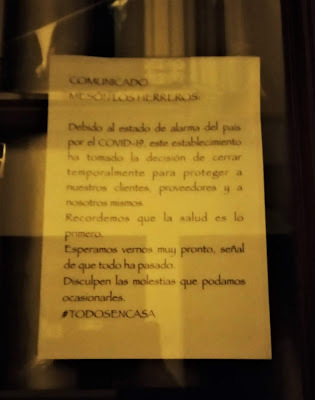 COMUNICADO
MESÓN LOS HERREROS:
Debido al estado de alarma del país
por el COVID-19, este establecimiento
ha tomado la decisión de cerrar
temporalmente para proteger a
nuestros clientes, proveedores y a
nosotros mismos.
Recordemos que la salud es lo
primero.
Esperamos vernos muy pronto, señal
de que todo ha pasado.
Disculpen las molestias que podamos
ocasionarles.
#TODOSENCASA